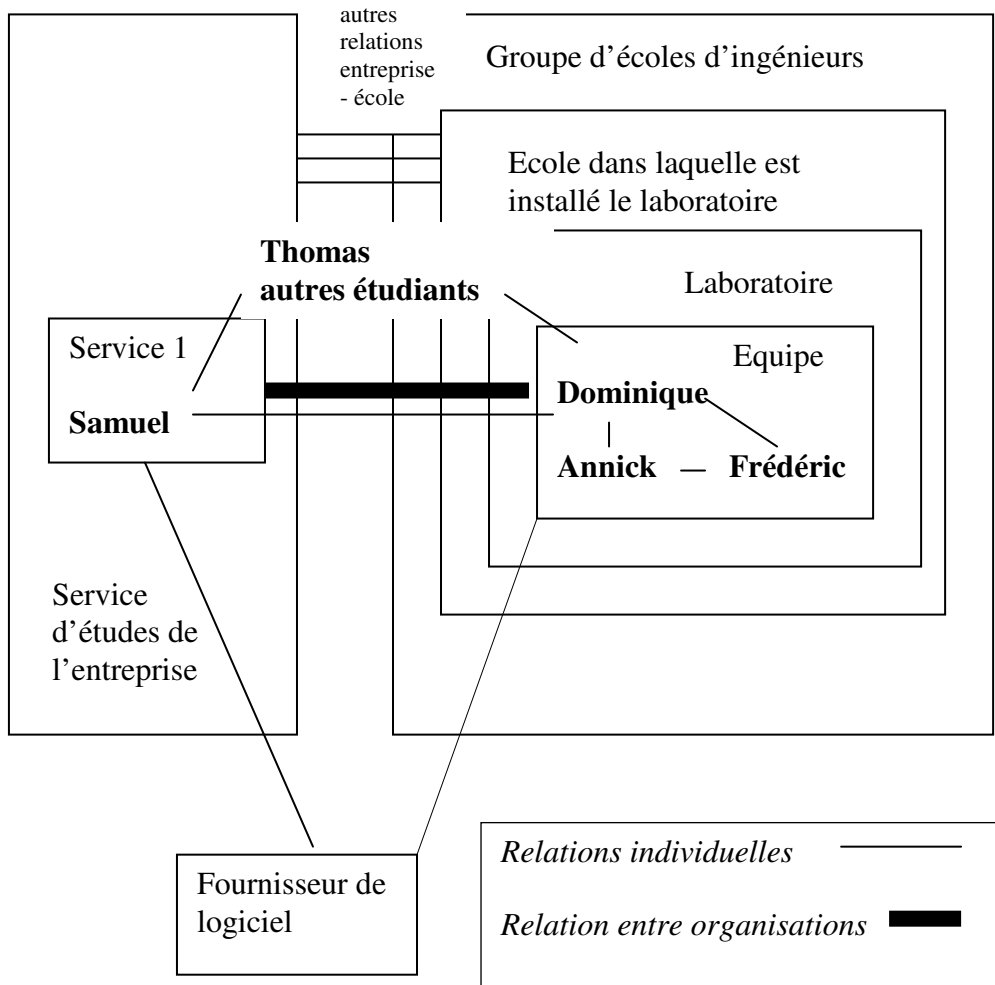 autres
relations
entreprise
- école
Groupe d’écoles d’ingénieurs
Ecole dans laquelle est
installé le laboratoire
Thomas
autres étudiants
Laboratoire
Service 1
Equipe
Samuel
Dominique
Annick
Frédéric
Service
d’études de
l’entreprise
Fournisseur de
logiciel
Relations individuelles
Relation entre organisations